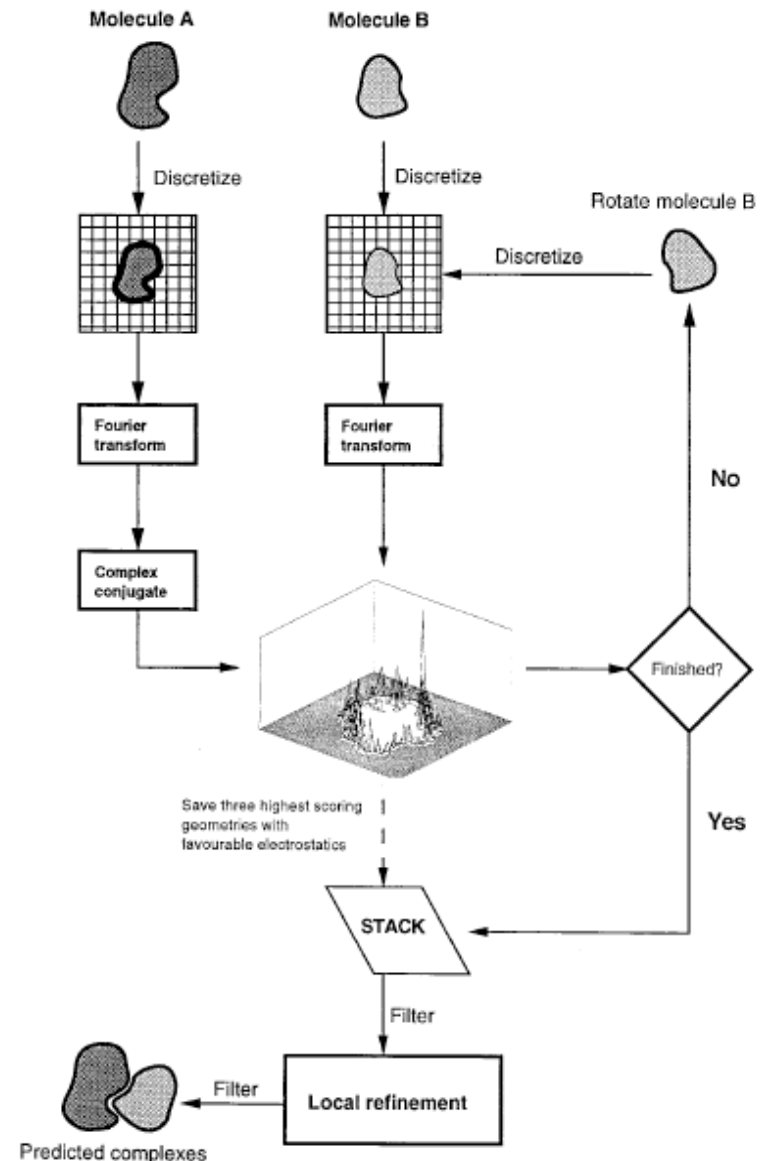 Molecule A
Molecule B
Discretize
Discretize
Rotate molecule B
Discretize
Fourier
transform
Fourier
transform
No
Complex
conjugate
Finished?
Save three highest scoring
geometries with
favourable electrostatics
Yes
STACK
Filter
Filter
Local refinement
Predicted complexes